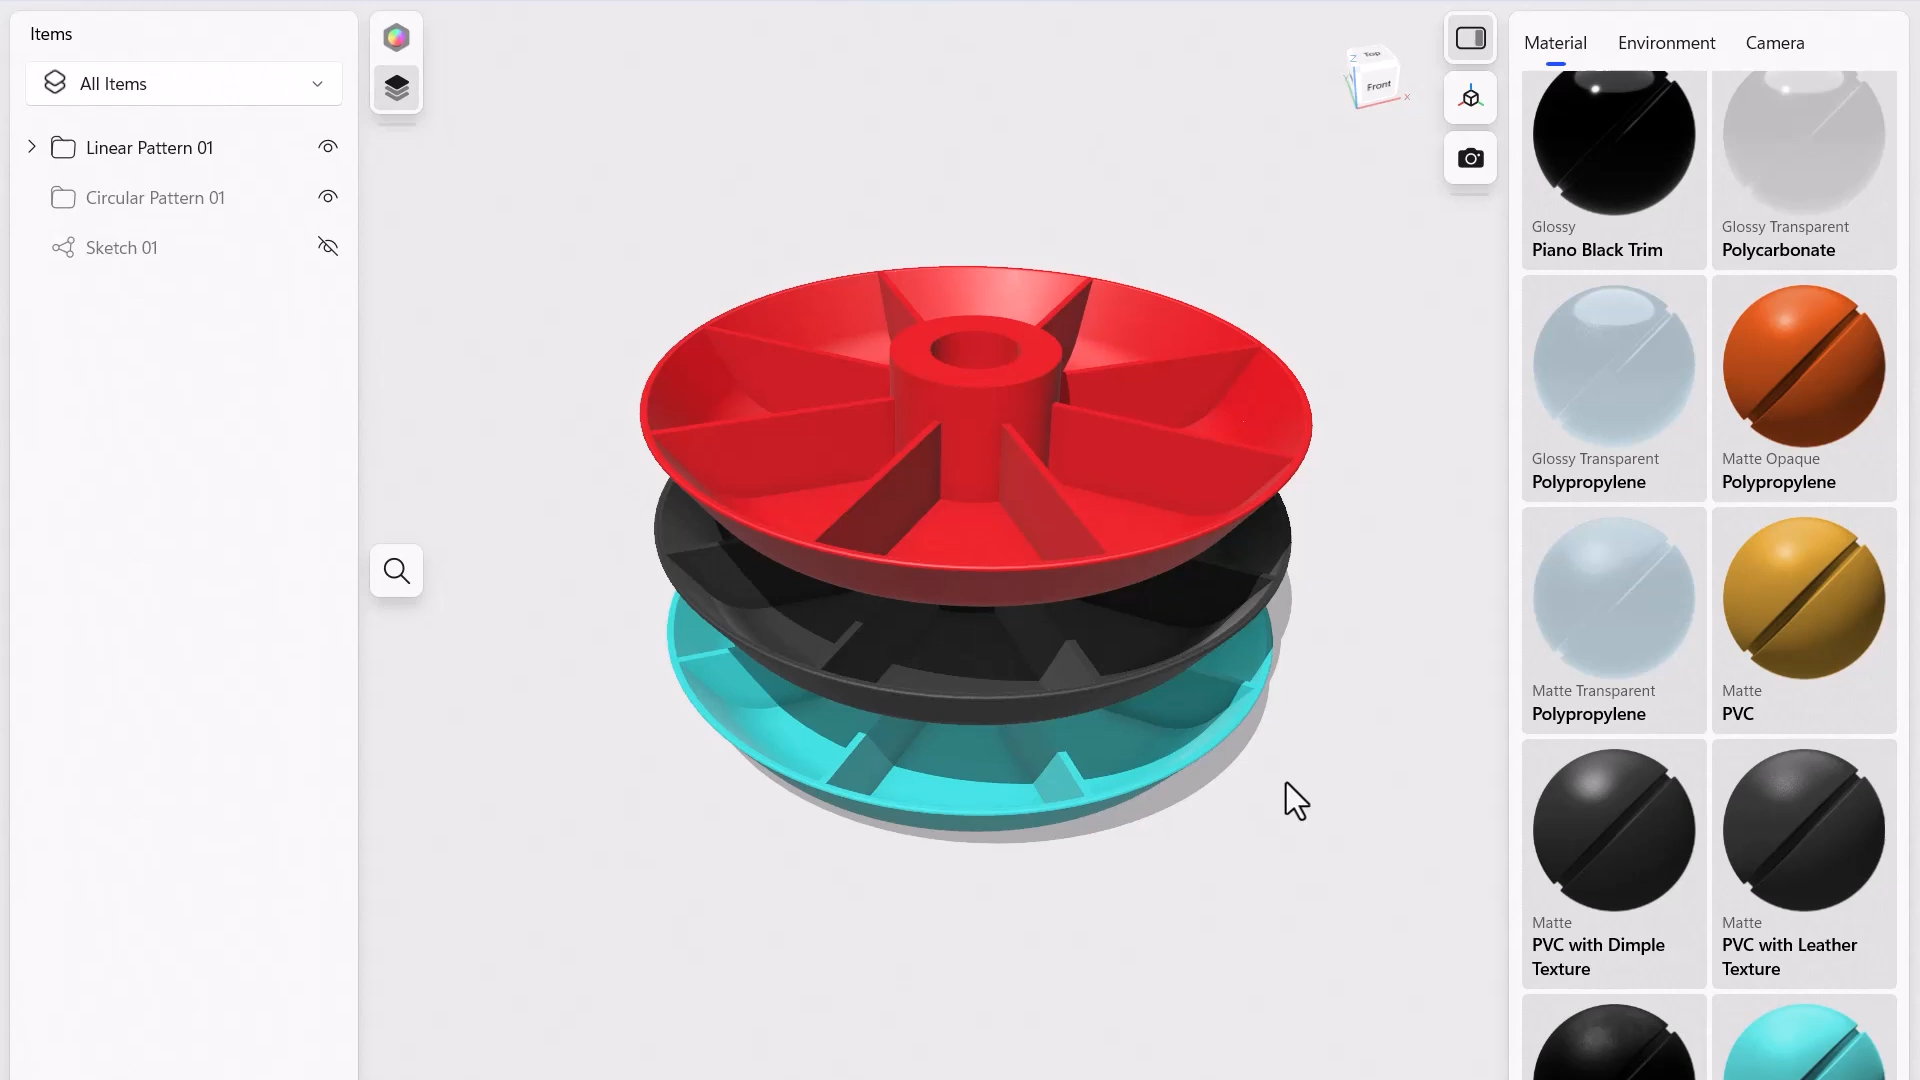 Items
All Items
Linear Pattern 01
Circular Pattern 01
Sketch 01
Top
Front
Z
X
Material Environment Camera
Glossy
Piano Black Trim
Glossy Transparent
Polycarbonate
Glossy Transparent
Polypropylene
Matte Opaque
Polypropylene
Matte Transparent
Polypropylene
Matte
PVC
Matte
PVC with Dimple
Texture
Matte
PVC with Leather
Texture